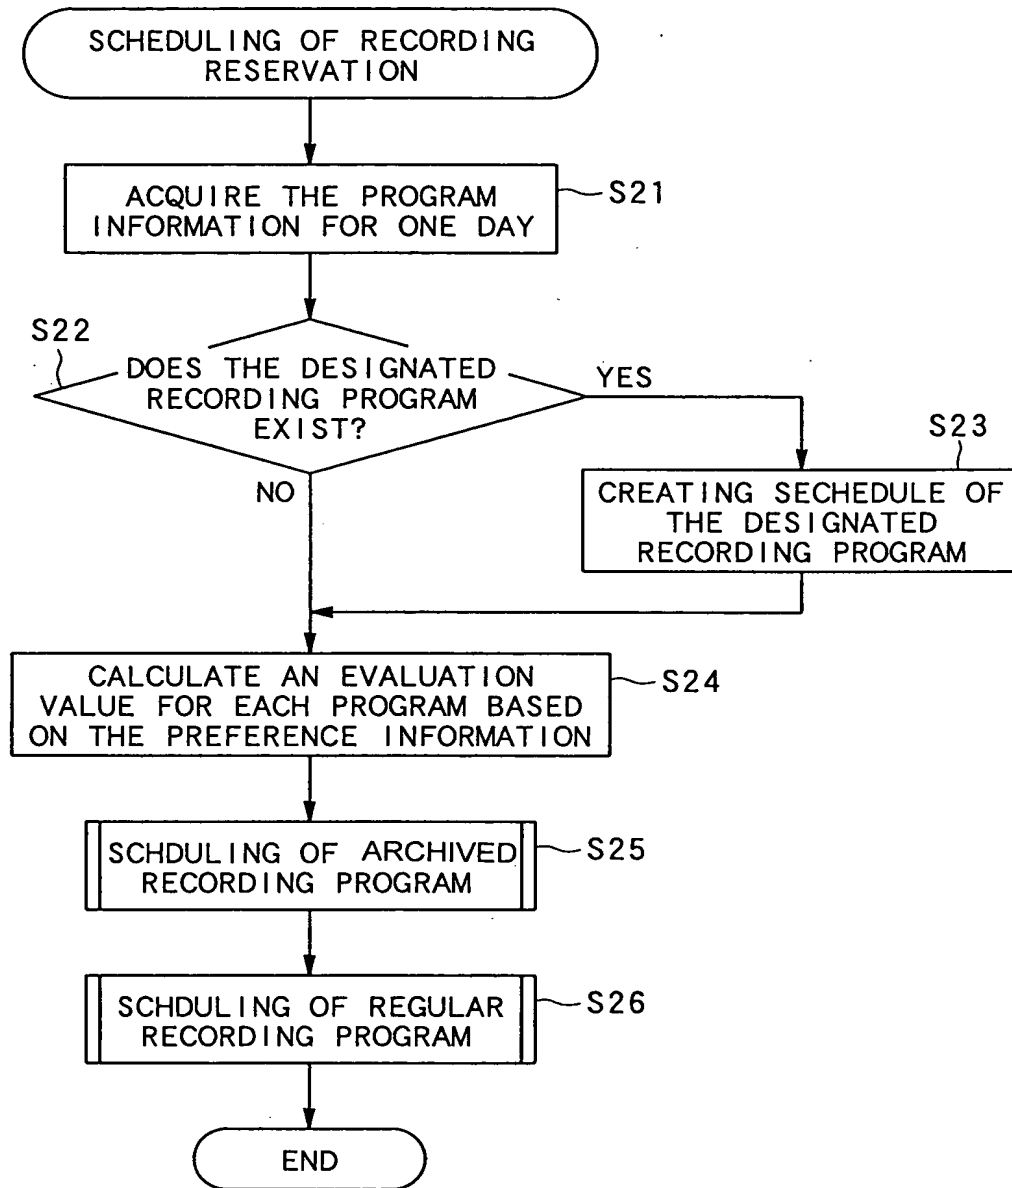 SCHEDULING OF RECORDING
RESERVATION
ACQUIRE THE PROGRAM
INFORMATION FOR ONE DAY
S21
S22
DOES THE DESIGNATED
RECORDING PROGRAM
EXIST?
YES
NO
S23
CREATING SECHEDULE OF
THE DESIGNATED
RECORDING PROGRAM
CALCULATE AN EVALUATION
VALUE FOR EACH PROGRAM BASED
ON THE PREFERENCE INFORMATION
S24
SCHDULING OF ARCHIVED
RECORDING PROGRAM
S25
SCHDULING OF REGULAR
RECORDING PROGRAM
S26
END